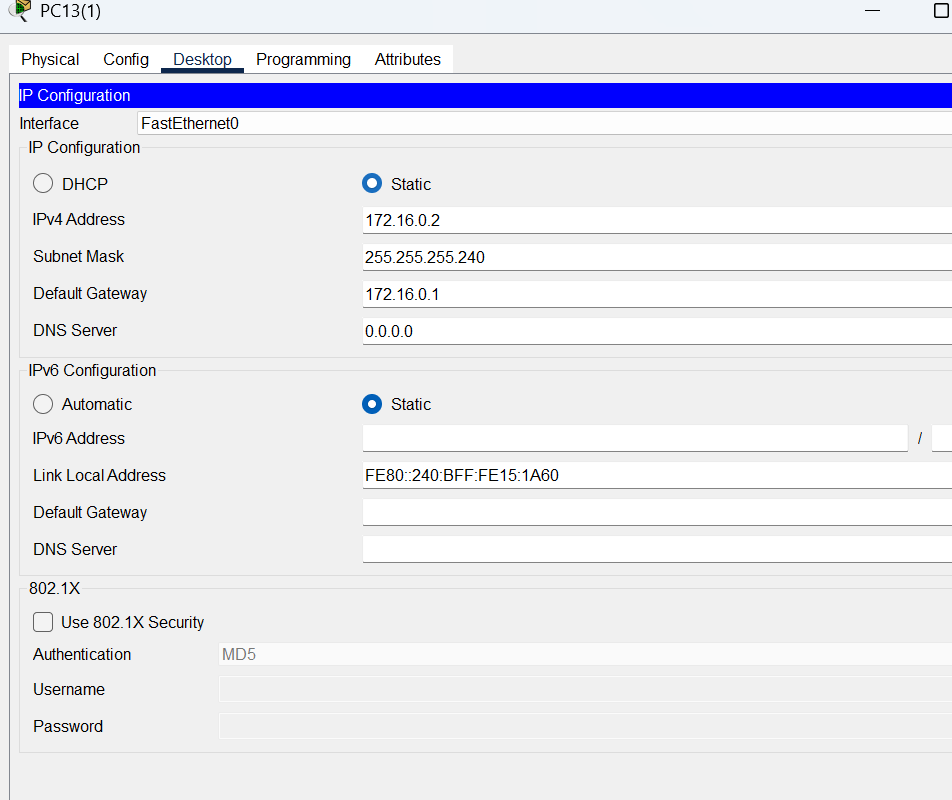 PC13(1)
Physical Config Desktop Programming Attributes
IP Configuration
Interface FastEthernet0
IP Configuration
DHCP Static
IPv4 Address 172.16.0.2
Subnet Mask 255.255.255.240
Default Gateway 172.16.0.1
DNS Server 0.0.0.0
IPv6 Configuration
Automatic Static
IPv6 Address /
Link Local Address FE80::240:BFF:FE15:1A60
Default Gateway
DNS Server
802.1X
Use 802.1X Security
Authentication MD5
Username
Password